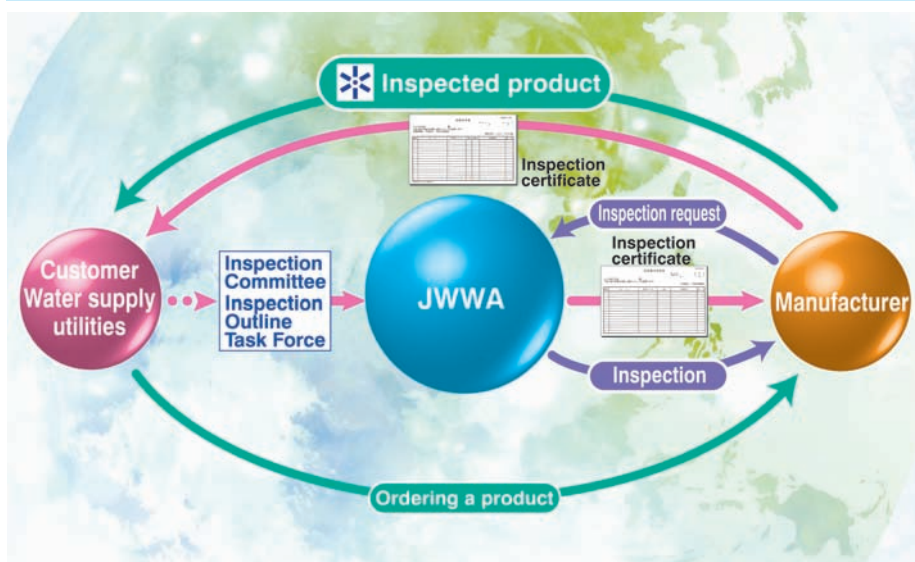 Inspected product
Inspection
certificate
Inspection request
Inspection
certificate
Customer
Water supply
utilities
Inspection
Committee
Inspection
Outline
Task Force
JWWA
Manufacturer
Inspection
Ordering a product